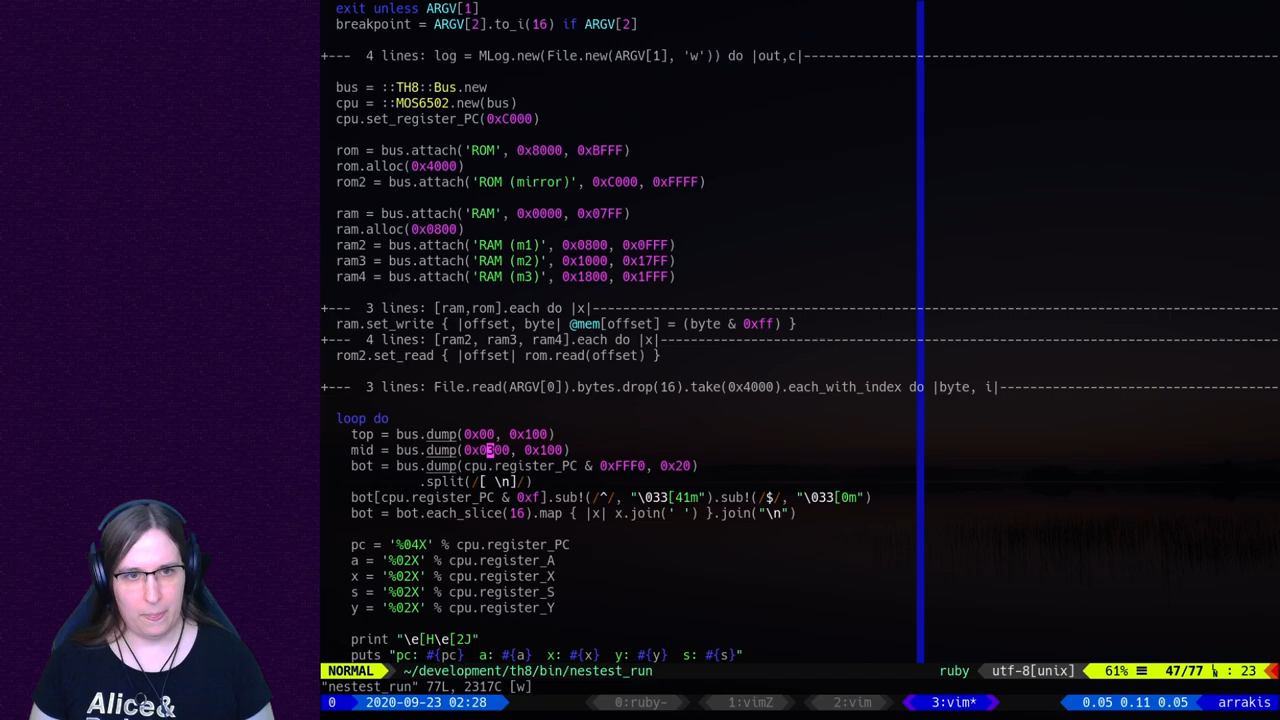 exit unless ARGV[1]
breakpoint = ARGV[2].to_i(16) if ARGV[2]
+--- 4 lines: log = MLog.new(File.new(ARGV[1], 'w')) do |out,c|------------------------------------------------------------
bus = ::TH8::Bus.new
cpu = ::MOS6502.new(bus)
cpu.set_register_PC(0xC000)
rom = bus.attach('ROM', 0x8000, 0xBFFF)
rom.alloc(0x4000)
rom2 = bus.attach('ROM (mirror)', 0xC000, 0xFFFF)
ram = bus.attach('RAM', 0x0000, 0x07FF)
ram.alloc(0x0800)
ram2 = bus.attach('RAM (m1)', 0x0800, 0x0FFF)
ram3 = bus.attach('RAM (m2)', 0x1000, 0x17FF)
ram4 = bus.attach('RAM (m3)', 0x1800, 0x1FFF)
+--- 3 lines: [ram,rom].each do |x|------------------------------------------------------------
ram.set_write { |offset, byte| @mem[offset] = (byte & 0xff) }
+--- 4 lines: [ram2, ram3, ram4].each do |x|------------------------------------------------------------
rom2.set_read { |offset| rom.read(offset) }
+--- 3 lines: File.read(ARGV[0]).bytes.drop(16).take(0x4000).each_with_index do |byte, i|-------------------------------------
loop do
top = bus.dump(0x00, 0x100)
mid = bus.dump(0x0300, 0x100)
bot = bus.dump(cpu.register_PC & 0xFFF0, 0x20)
.split(/[ \n]/)
bot[cpu.register_PC & 0xf].sub!(/^/, "\033[41m").sub!(/$/, "\033[0m")
bot = bot.each_slice(16).map { |x| x.join(' ') }.join("\n")
pc = '%04X' % cpu.register_PC
a = '%02X' % cpu.register_A
x = '%02X' % cpu.register_X
s = '%02X' % cpu.register_S
y = '%02X' % cpu.register_Y
print "\e[H\e[2J"
puts "pc: #{pc} a: #{a} x: #{x} y: #{y} s: #{s}"
NORMAL ~/development/th8/bin/nestest_run ruby utf-8[unix] 61% ☰ 47/77 : 23
"nestest_run" 77L, 2317C [w]
0 2020-09-23 02:28 0:ruby- 1:vimZ 2:vim 3:vim* 0.05 0.11 0.05 arrakis
Alice&